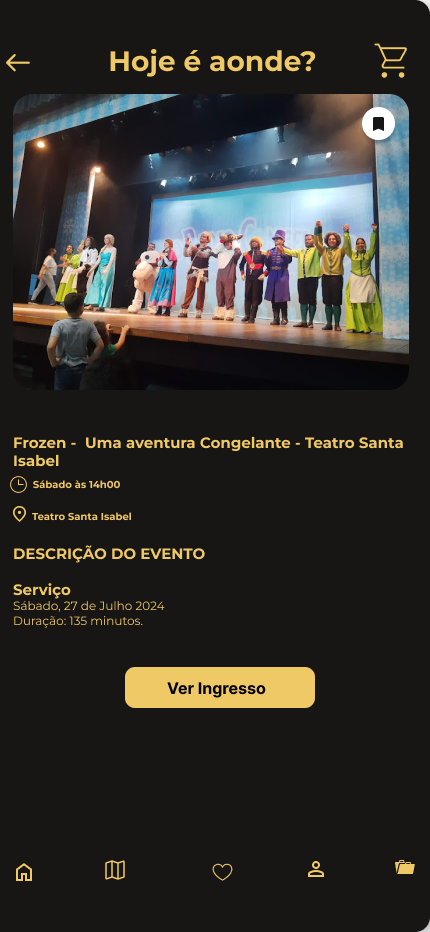 Hoje é aonde?
Frozen - Uma aventura Congelante - Teatro Santa
Isabel
Sábado às 14h00
Teatro Santa Isabel
DESCRIÇÃO DO EVENTO
Serviço
Sábado, 27 de Julho 2024
Duração: 135 minutos.
Ver Ingresso